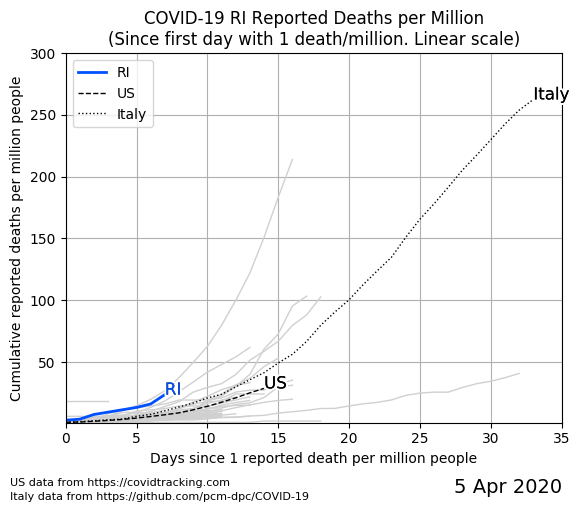 COVID-19 RI Reported Deaths per Million
(Since first day with 1 death/million. Linear scale)
Cumulative reported deaths per million people
300
250
200
150
100
50
RI
US
Italy
Italy
RI
US
0 5 10 15 20 25 30 35
Days since 1 reported death per million people
US data from https://covidtracking.com
Italy data from https://github.com/pcm-dpc/COVID-19
5 Apr 2020